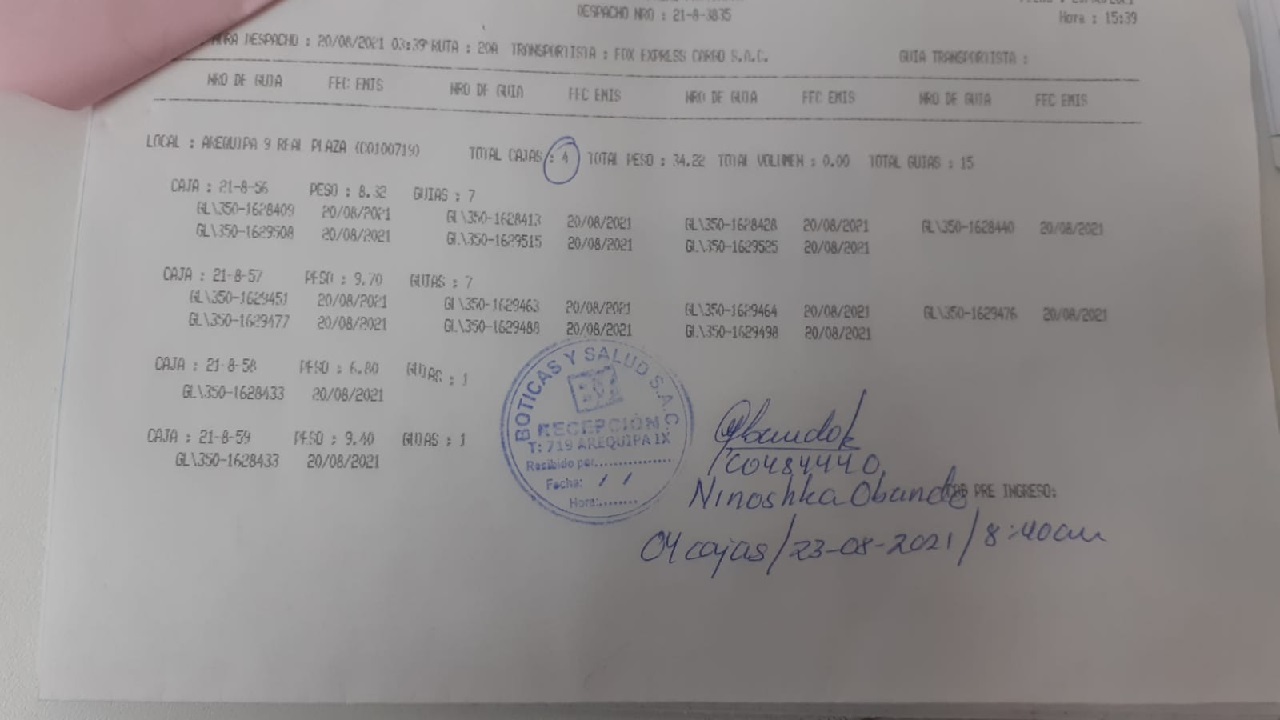 DESPACHO NRO : 21-8-3835
Hora : 15:39
HORA DESPACHO : 20/08/2021 03:39 RUTA : 20A TRANSPORTISTA : FOX EXPRESS CARGO S.A.C. GUIA TRANSPORTISTA :
NRO DE GUIA FEC EMIS NRO DE GUIA FEC EMIS NRO DE GUIA FEC EMIS NRO DE GUIA FEC EMIS
LOCAL : AREQUIPA 9 REAL PLAZA (C0100719) TOTAL CAJAS : 4 TOTAL PESO : 34.22 TOTAL VOLUMEN : 0.00 TOTAL GUIAS : 15
CAJA : 21-8-56 PESO : 8.32 GUIAS : 7
GL\350-1628409 20/08/2021 GL\350-1628413 20/08/2021 GL\350-1628428 20/08/2021 GL\350-1628440 20/08/2021
GL\350-1629508 20/08/2021 GL\350-1629515 20/08/2021 GL\350-1629525 20/08/2021
CAJA : 21-8-57 PESO : 9.70 GUIAS : 7
GL\350-1629451 20/08/2021 GL\350-1629463 20/08/2021 GL\350-1629464 20/08/2021 GL\350-1629476 20/08/2021
GL\350-1629477 20/08/2021 GL\350-1629488 20/08/2021 GL\350-1629498 20/08/2021
CAJA : 21-8-58 PESO : 6.80 GUIAS : 1
GL\350-1628433 20/08/2021
CAJA : 21-8-59 PESO : 9.40 GUIAS : 1
GL\350-1628433 20/08/2021
BOTICAS Y SALUD S.A.C
RECEPCIÓN
T: 719 AREQUIPA IX
Recibido por:
Fecha: / /
Hora:
Obandok
Ninoshka Obando
PRE INGRESO:
04 cajas/23-08-2021/8:40am